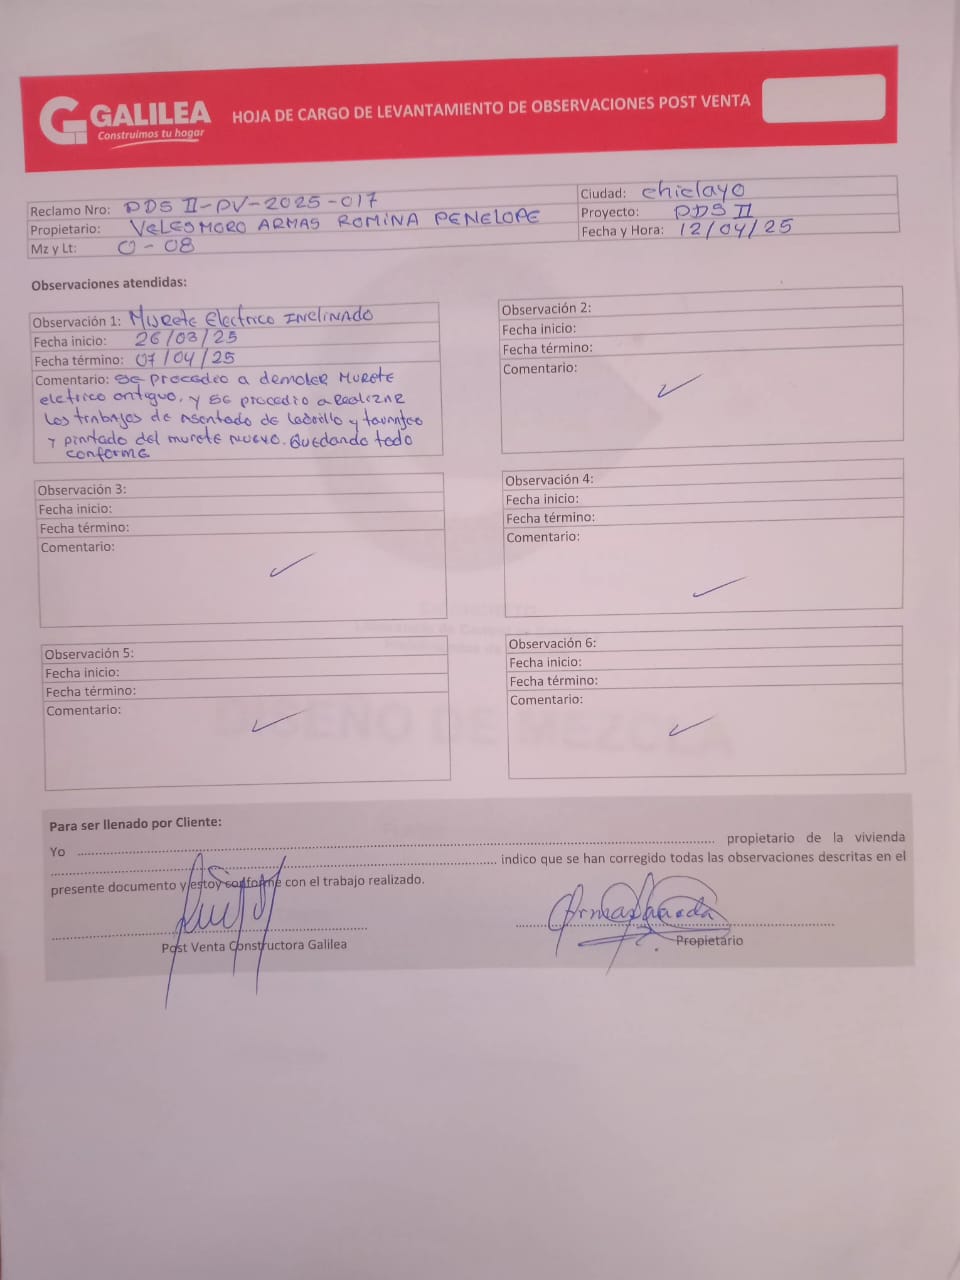 GALILEA
Construimos tu hogar
HOJA DE CARGO DE LEVANTAMIENTO DE OBSERVACIONES POST VENTA
Reclamo Nro: PDS II-PV-2025-017
Propietario: VELESMORO ARMAS ROMINA PENELOPE
Mz y Lt: O-08
Ciudad: chiclayo
Proyecto: PDS II
Fecha y Hora: 12/04/25
Observaciones atendidas:
Observación 1: Murete Electrico INCLINADO
Fecha inicio: 26/03/25
Fecha término: 07/04/25
Comentario: se procedio a demoler murete
eletrico antiguo, y se procedio a Realizar
los trabajos de asentado de ladrillo y tarrajeo
y pintado del murete nuevo. Quedando todo
conforme
Observación 2:
Fecha inicio:
Fecha término:
Comentario:
Observación 3:
Fecha inicio:
Fecha término:
Comentario:
Observación 4:
Fecha inicio:
Fecha término:
Comentario:
Observación 5:
Fecha inicio:
Fecha término:
Comentario:
Observación 6:
Fecha inicio:
Fecha término:
Comentario:
DISEÑO DE MEZCLA
Para ser llenado por Cliente:
Yo ........ propietario de la vivienda
........ indico que se han corregido todas las observaciones descritas en el
presente documento y estoy conforme con el trabajo realizado.
Post Venta Constructora Galilea
Propietario